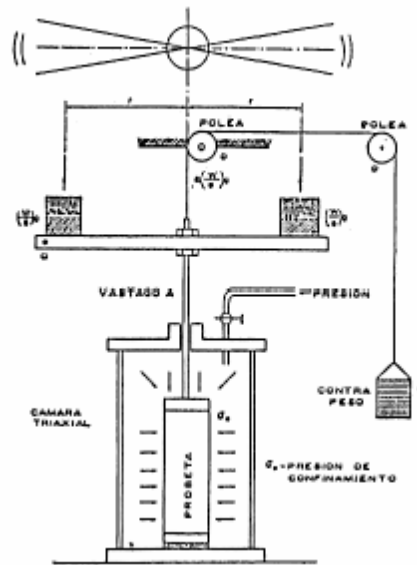 r r
POLEA
POLEA
VASTAGO A
PRESION
CAMARA
TRIAXIAL
CONTRA
PESO
PROBETA
PRESION DE
CONFINAMIENTO